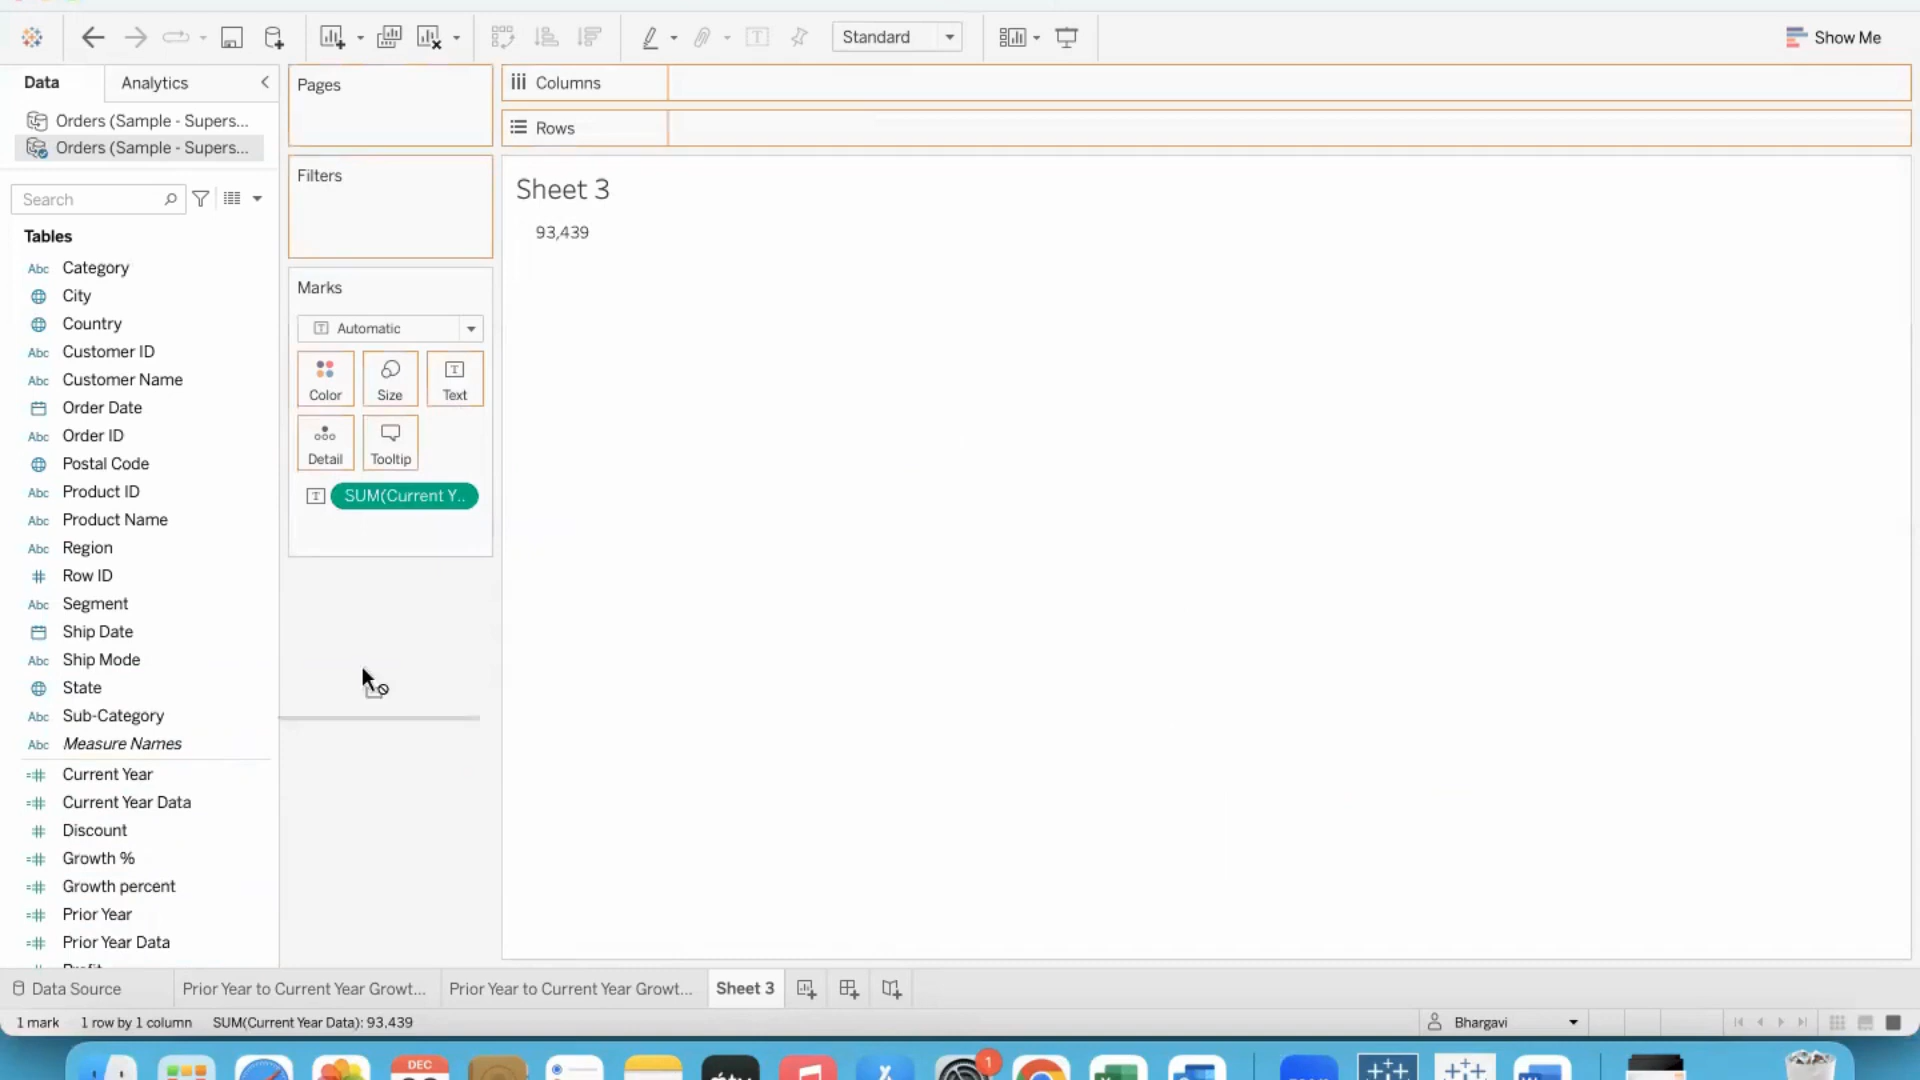 Standard
Show Me
Data
Analytics
Orders (Sample - Supers...
Orders (Sample - Supers...
Search
Tables
Abc Category
City
Country
Abc Customer ID
Abc Customer Name
Order Date
Abc Order ID
Postal Code
Abc Product ID
Abc Product Name
Abc Region
# Row ID
Abc Segment
Ship Date
Abc Ship Mode
State
Abc Sub-Category
Abc Measure Names
=# Current Year
=# Current Year Data
# Discount
=# Growth %
=# Growth percent
=# Prior Year
=# Prior Year Data
Pages
Filters
Marks
T Automatic
Color
Size
T Text
Detail
Tooltip
T SUM(Current Y..
Columns
Rows
Sheet 3
93,439
Data Source
Prior Year to Current Year Growt...
Prior Year to Current Year Growt...
Sheet 3
1 mark
1 row by 1 column
SUM(Current Year Data): 93,439
Bhargavi
DEC
1